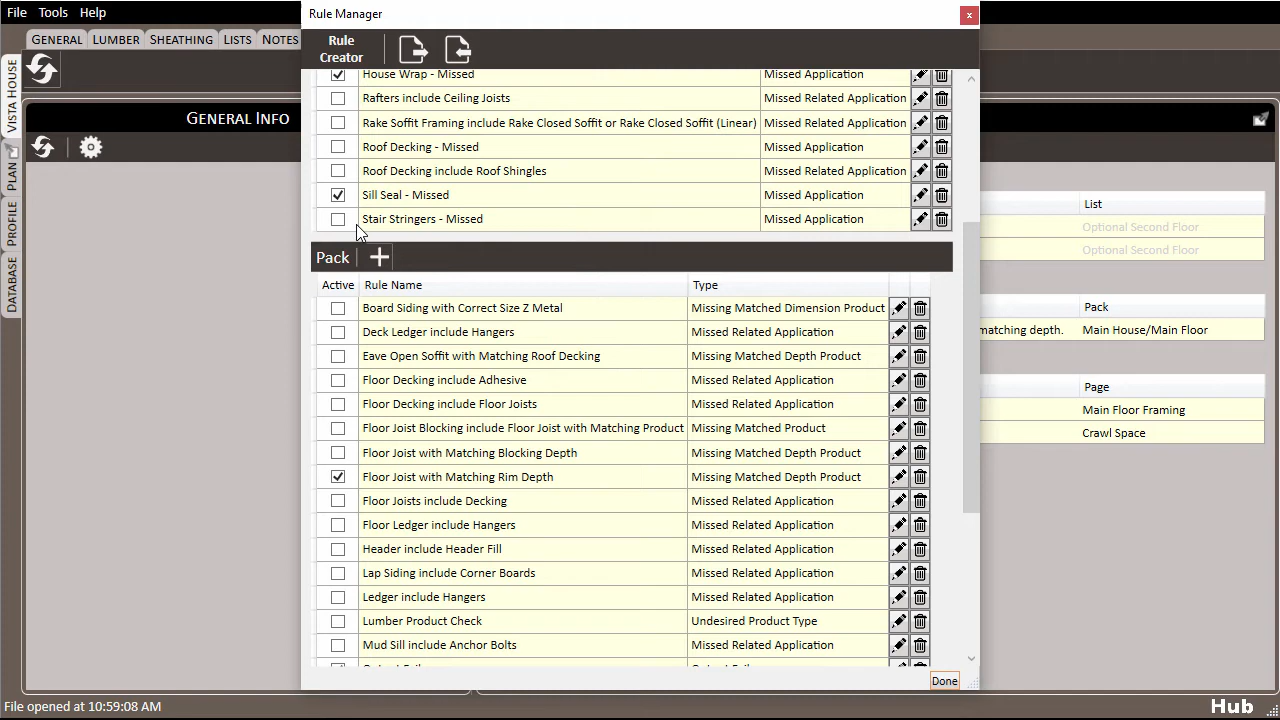 File Tools Help
Rule Manager
x
Rule Creator
GENERAL LUMBER SHEATHING LISTS NOTES
VISTA HOUSE
PLAN
PROFILE
DATABASE
GENERAL INFO
House Wrap - Missed Missed Application
Rafters include Ceiling Joists Missed Related Application
Rake Soffit Framing include Rake Closed Soffit or Rake Closed Soffit (Linear) Missed Related Application
Roof Decking - Missed Missed Application
Roof Decking include Roof Shingles Missed Related Application
Sill Seal - Missed Missed Application
Stair Stringers - Missed Missed Application
Pack
Active Rule Name Type
Board Siding with Correct Size Z Metal Missing Matched Dimension Product
Deck Ledger include Hangers Missed Related Application
Eave Open Soffit with Matching Roof Decking Missing Matched Depth Product
Floor Decking include Adhesive Missed Related Application
Floor Decking include Floor Joists Missed Related Application
Floor Joist Blocking include Floor Joist with Matching Product Missing Matched Product
Floor Joist with Matching Blocking Depth Missing Matched Depth Product
Floor Joist with Matching Rim Depth Missing Matched Depth Product
Floor Joists include Decking Missed Related Application
Floor Ledger include Hangers Missed Related Application
Header include Header Fill Missed Related Application
Lap Siding include Corner Boards Missed Related Application
Ledger include Hangers Missed Related Application
Lumber Product Check Undesired Product Type
Mud Sill include Anchor Bolts Missed Related Application
Done
List
Optional Second Floor
Optional Second Floor
Pack
matching depth. Main House/Main Floor
Page
Main Floor Framing
Crawl Space
File opened at 10:59:08 AM
Hub